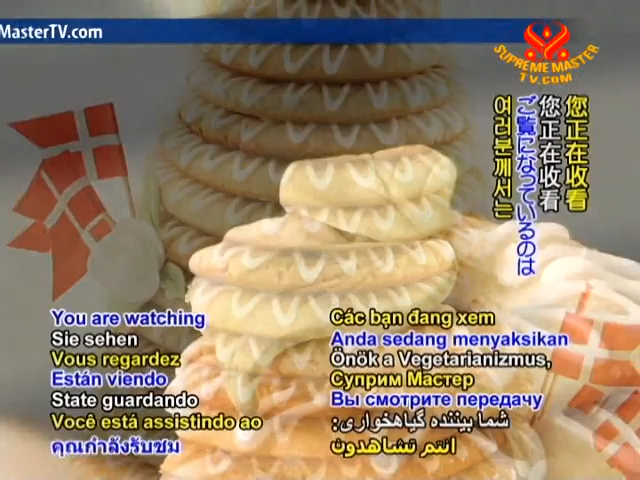 MasterTV.com
SUPREME MASTER
TV.COM
您正在收看
您正在收看
ご覧になっているのは
여러분께서는
You are watching
Sie sehen
Vous regardez
Están viendo
State guardando
Você está assistindo ao
คุณกำลังรับชม
Các bạn đang xem
Anda sedang menyaksikan
Önök a Vegetarianizmus,
Суприм Мастер
Вы смотрите передачу
شما بیننده گیاهخواری:
انتم تشاهدون